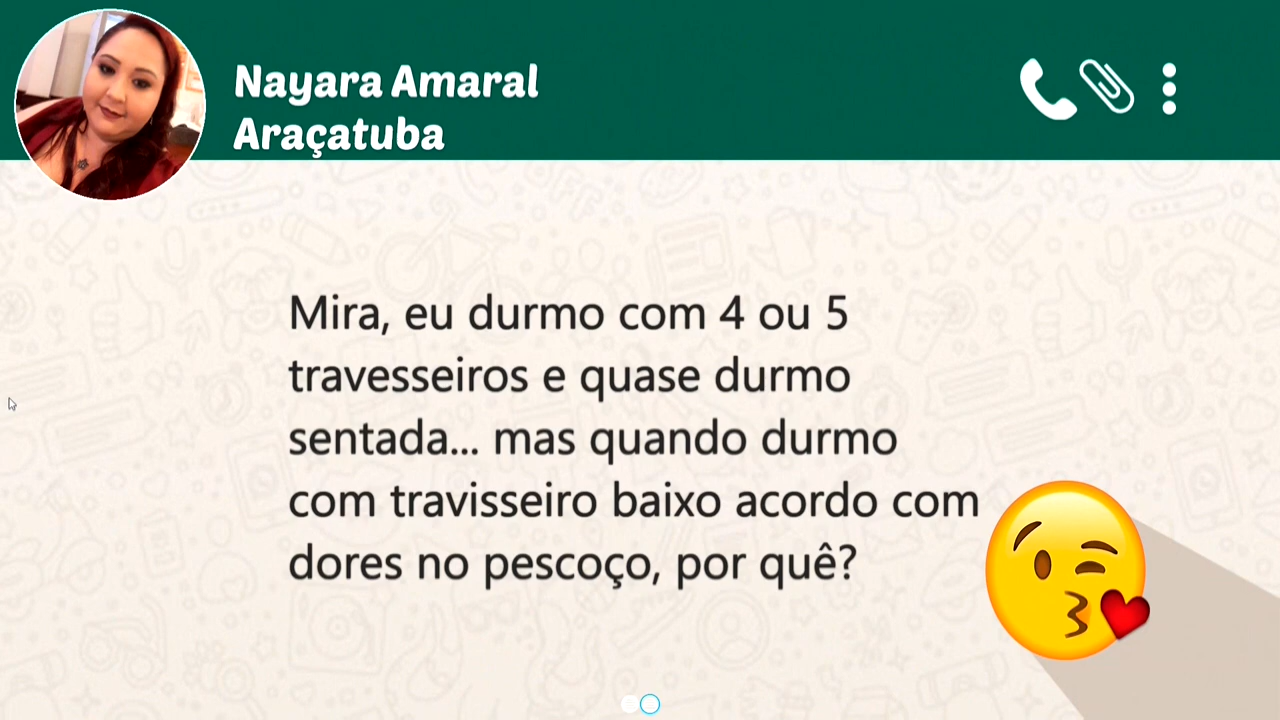 Nayara Amaral
Araçatuba
Mira, eu durmo com 4 ou 5
travesseiros e quase durmo
sentada... mas quando durmo
com travisseiro baixo acordo com
dores no pescoço, por quê?